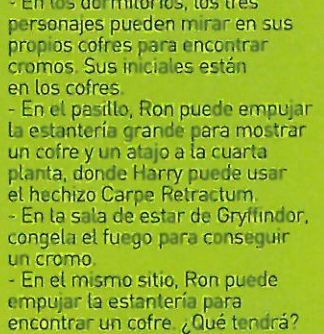 - En los dormitorios, los tres
personajes pueden mirar en sus
propios cofres para encontrar
cromos. Sus iniciales están
en los cofres.
- En el pasillo, Ron puede empujar
la estantería grande para mostrar
un cofre y un atajo a la cuarta
planta, donde Harry puede usar
el hechizo Carpe Retractum.
- En la sala de estar de Gryffindor,
congela el fuego para conseguir
un cromo.
- En el mismo sitio, Ron puede
empujar la estantería para
encontrar un cofre. ¿Qué tendrá?